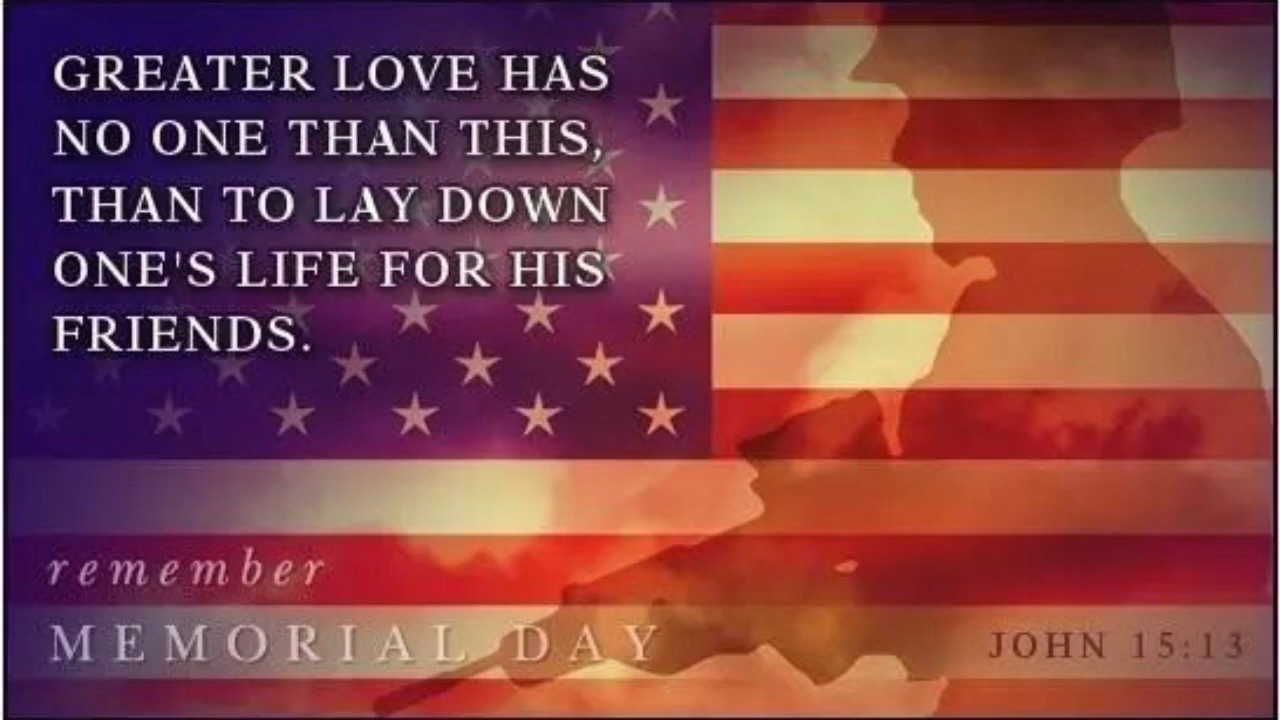 GREATER LOVE HAS
NO ONE THAN THIS,
THAN TO LAY DOWN
ONE'S LIFE FOR HIS
FRIENDS.
remember
MEMORIAL DAY
JOHN 15:13